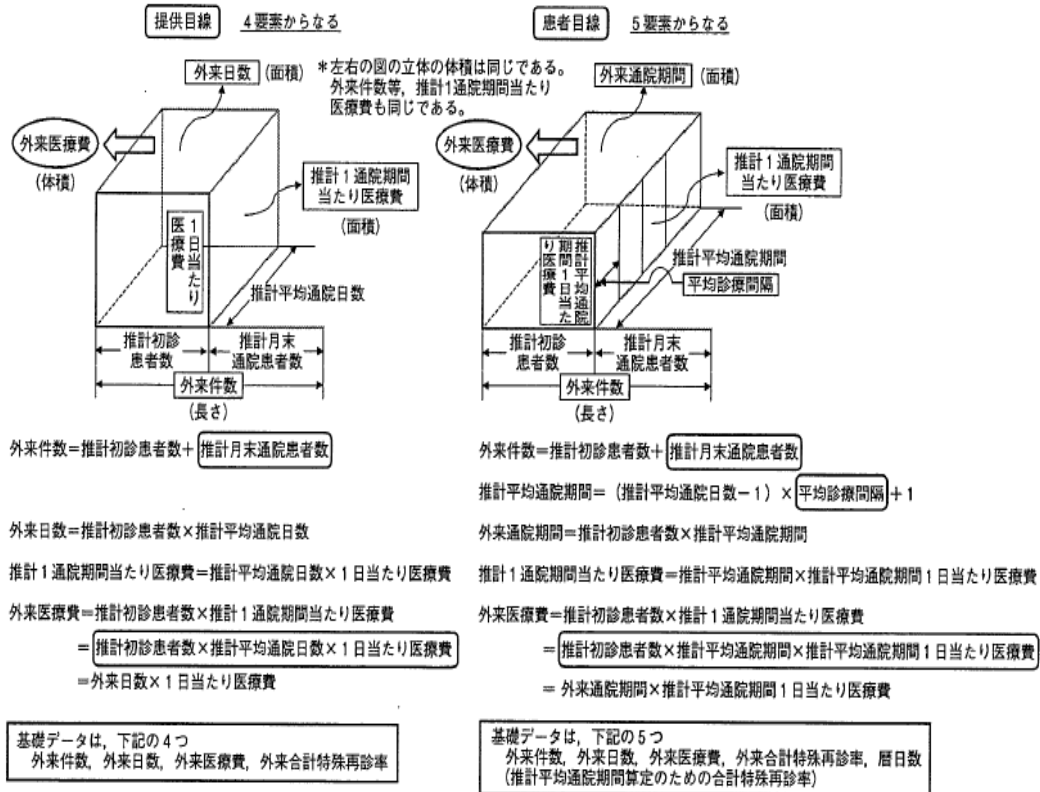 提供目線 4要素からなる
外来日数 (面積)
*左右の図の立体の体積は同じである。
外来件数等,推計1通院期間当たり
医療費も同じである。
外来医療費
(体積)
推計1通院期間
当たり医療費
(面積)
1日当たり
医療費
推計平均通院日数
推計初診
患者数
推計月末
通院患者数
外来件数
(長さ)
外来件数=推計初診患者数+推計月末通院患者数
外来日数=推計初診患者数×推計平均通院日数
推計1通院期間当たり医療費=推計平均通院日数×1日当たり医療費
外来医療費=推計初診患者数×推計1通院期間当たり医療費
=推計初診患者数×推計平均通院日数×1日当たり医療費
=外来日数×1日当たり医療費
基礎データは,下記の4つ
外来件数,外来日数,外来医療費,外来合計特殊再診率
患者目線 5要素からなる
外来通院期間 (面積)
外来医療費
(体積)
推計1通院期間
当たり医療費
(面積)
推計平均通院
期間1日当た
り医療費
推計平均通院期間
平均診療間隔
推計初診
患者数
推計月末
通院患者数
外来件数
(長さ)
外来件数=推計初診患者数+推計月末通院患者数
推計平均通院期間=(推計平均通院日数-1)×平均診療間隔+1
外来通院期間=推計初診患者数×推計平均通院期間
推計1通院期間当たり医療費=推計平均通院期間×推計平均通院期間1日当たり医療費
外来医療費=推計初診患者数×推計1通院期間当たり医療費
=推計初診患者数×推計平均通院期間×推計平均通院期間1日当たり医療費
=外来通院期間×推計平均通院期間1日当たり医療費
基礎データは,下記の5つ
外来件数,外来日数,外来医療費,外来合計特殊再診率,暦日数
(推計平均通院期間算定のための合計特殊再診率)